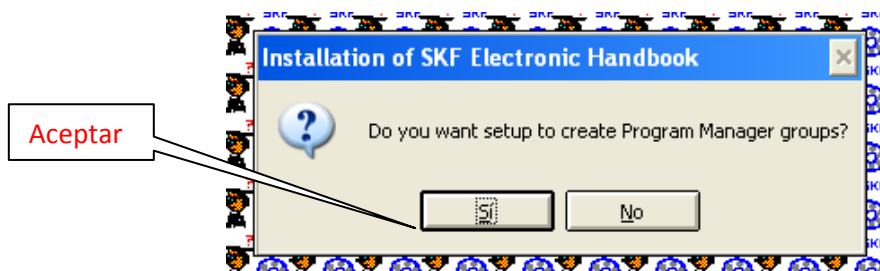 Installation of SKF Electronic Handbook
Aceptar
Do you want setup to create Program Manager groups?
Sí No